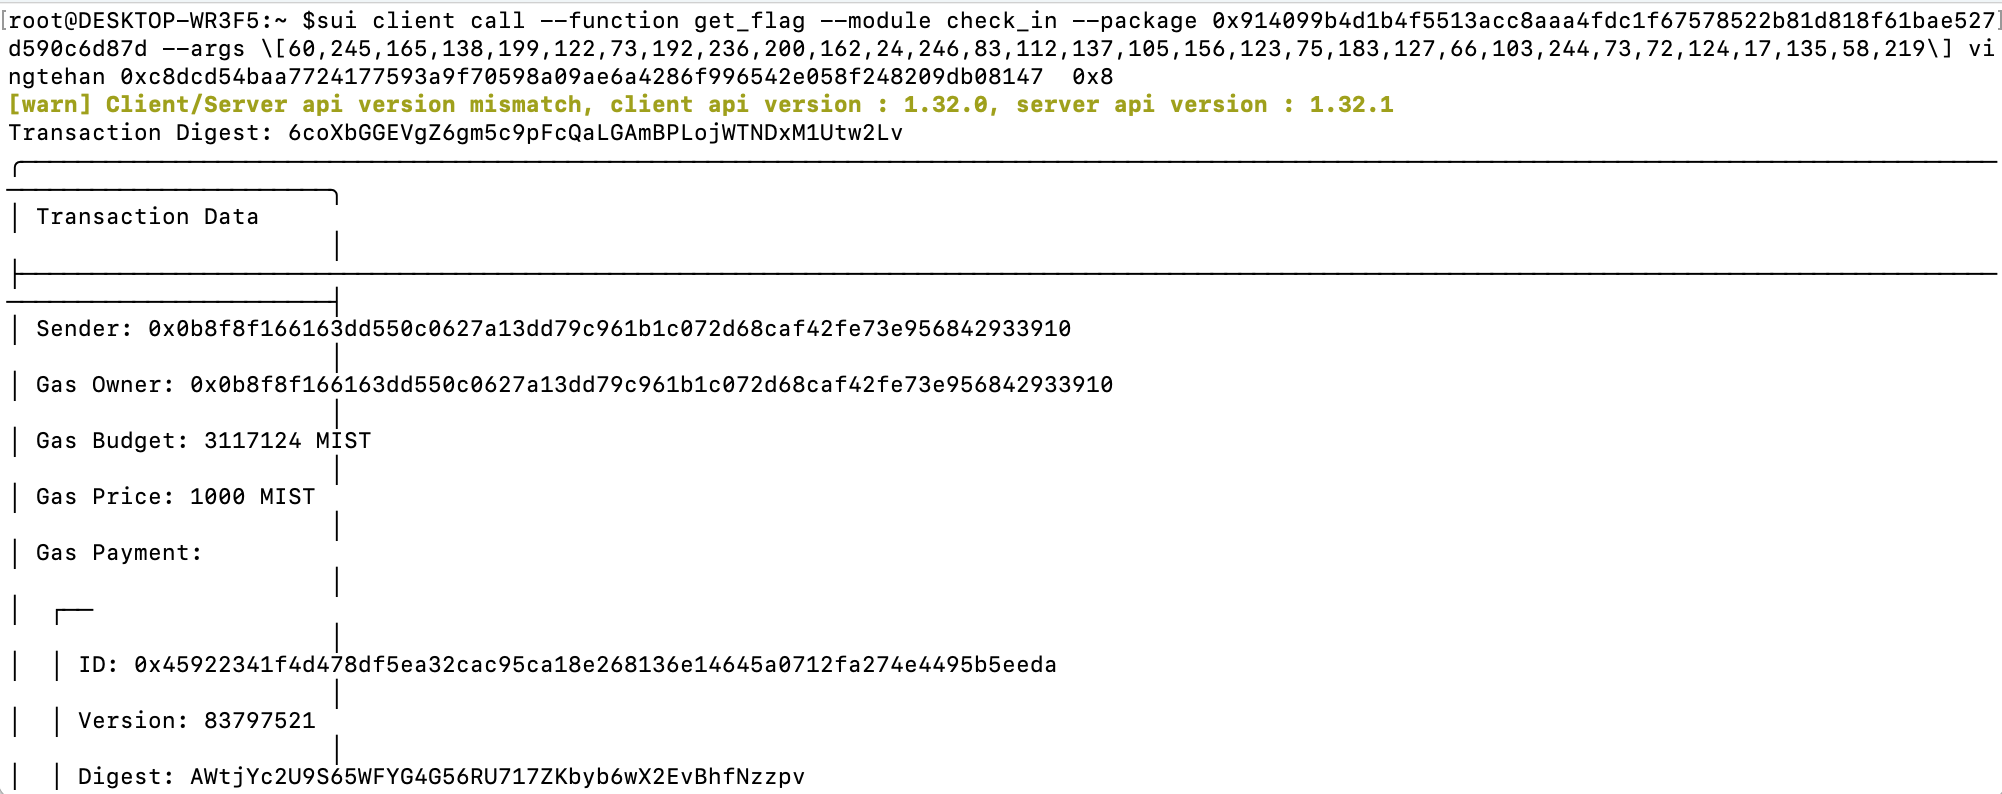 [root@DESKTOP-WR3F5:~ $sui client call --function get_flag --module check_in --package 0x914099b4d1b4f5513acc8aaa4fdc1f67578522b81d818f61bae527]
d590c6d87d --args \[60,245,165,138,199,122,73,192,236,200,162,24,246,83,112,137,105,156,123,75,183,127,66,103,244,73,72,124,17,135,58,219\] vi
ngtehan 0xc8dcd54baa7724177593a9f70598a09ae6a4286f996542e058f248209db08147  0x8
[warn] Client/Server api version mismatch, client api version : 1.32.0, server api version : 1.32.1
Transaction Digest: 6coXbGGEVgZ6gm5c9pFcQaLGAmBPLojWTNDxM1Utw2Lv
Transaction Data
Sender: 0x0b8f8f166163dd550c0627a13dd79c961b1c072d68caf42fe73e956842933910
Gas Owner: 0x0b8f8f166163dd550c0627a13dd79c961b1c072d68caf42fe73e956842933910
Gas Budget: 3117124 MIST
Gas Price: 1000 MIST
Gas Payment:
ID: 0x45922341f4d478df5ea32cac95ca18e268136e14645a0712fa274e4495b5eeda
Version: 83797521
Digest: AWtjYc2U9S65WFYG4G56RU717ZKbyb6wX2EvBhfNzzpv